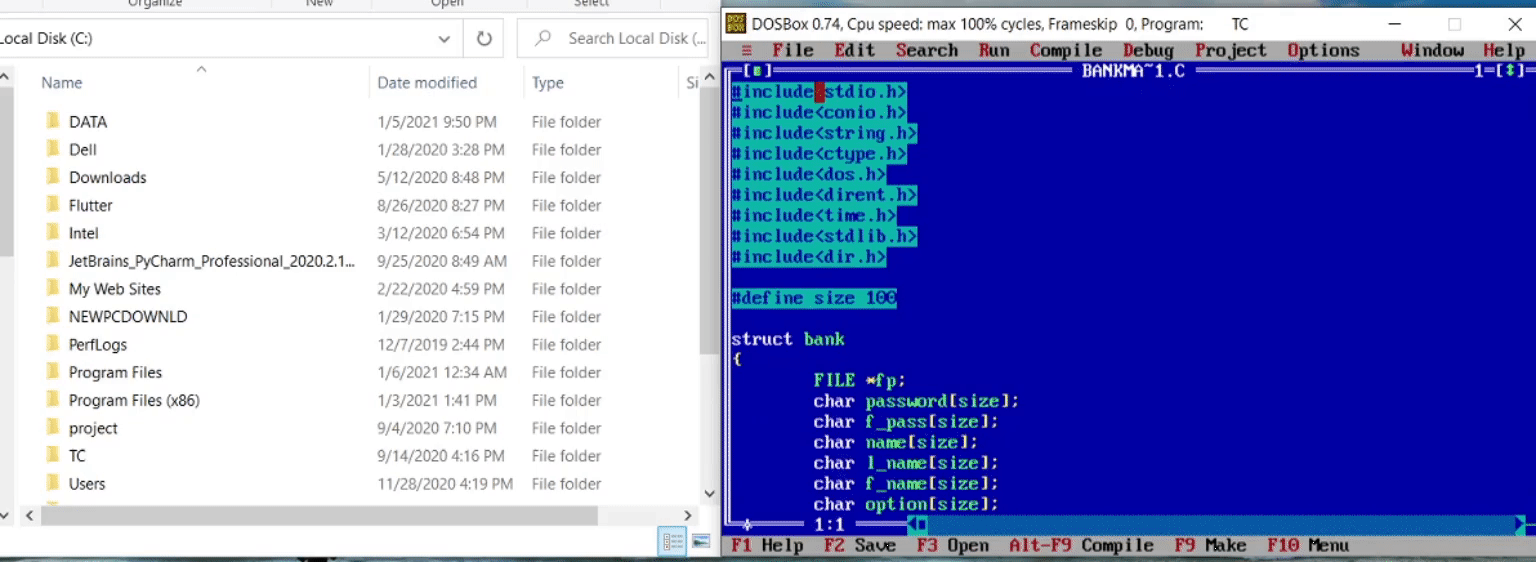 Organize New Open Select
Local Disk (C:)
Search Local Disk (...
Name Date modified Type Si
DATA 1/5/2021 9:50 PM File folder
Dell 1/28/2020 3:28 PM File folder
Downloads 5/12/2020 8:48 PM File folder
Flutter 8/26/2020 8:27 PM File folder
Intel 3/12/2020 6:54 PM File folder
JetBrains_PyCharm_Professional_2020.2.1... 9/25/2020 8:49 AM File folder
My Web Sites 2/22/2020 4:59 PM File folder
NEWPCDOWNLD 1/29/2020 7:15 PM File folder
PerfLogs 12/7/2019 2:44 PM File folder
Program Files 1/6/2021 12:34 AM File folder
Program Files (x86) 1/3/2021 1:41 PM File folder
project 9/4/2020 7:10 PM File folder
TC 9/14/2020 4:16 PM File folder
Users 11/28/2020 4:19 PM File folder
DOSBox 0.74, Cpu speed: max 100% cycles, Frameskip 0, Program: TC
≡ File Edit Search Run Compile Debug Project Options Window Help
BANKMA~1.C 1=[↕]
#include stdio.h>
#include<conio.h>
#include<string.h>
#include<ctype.h>
#include<dos.h>
#include<dirent.h>
#include<time.h>
#include<stdlib.h>
#include<dir.h>
#define size 100
struct bank
{
FILE *fp;
char password[size];
char f_pass[size];
char name[size];
char l_name[size];
char f_name[size];
char option[size];
1:1
F1 Help F2 Save F3 Open Alt-F9 Compile F9 Make F10 Menu